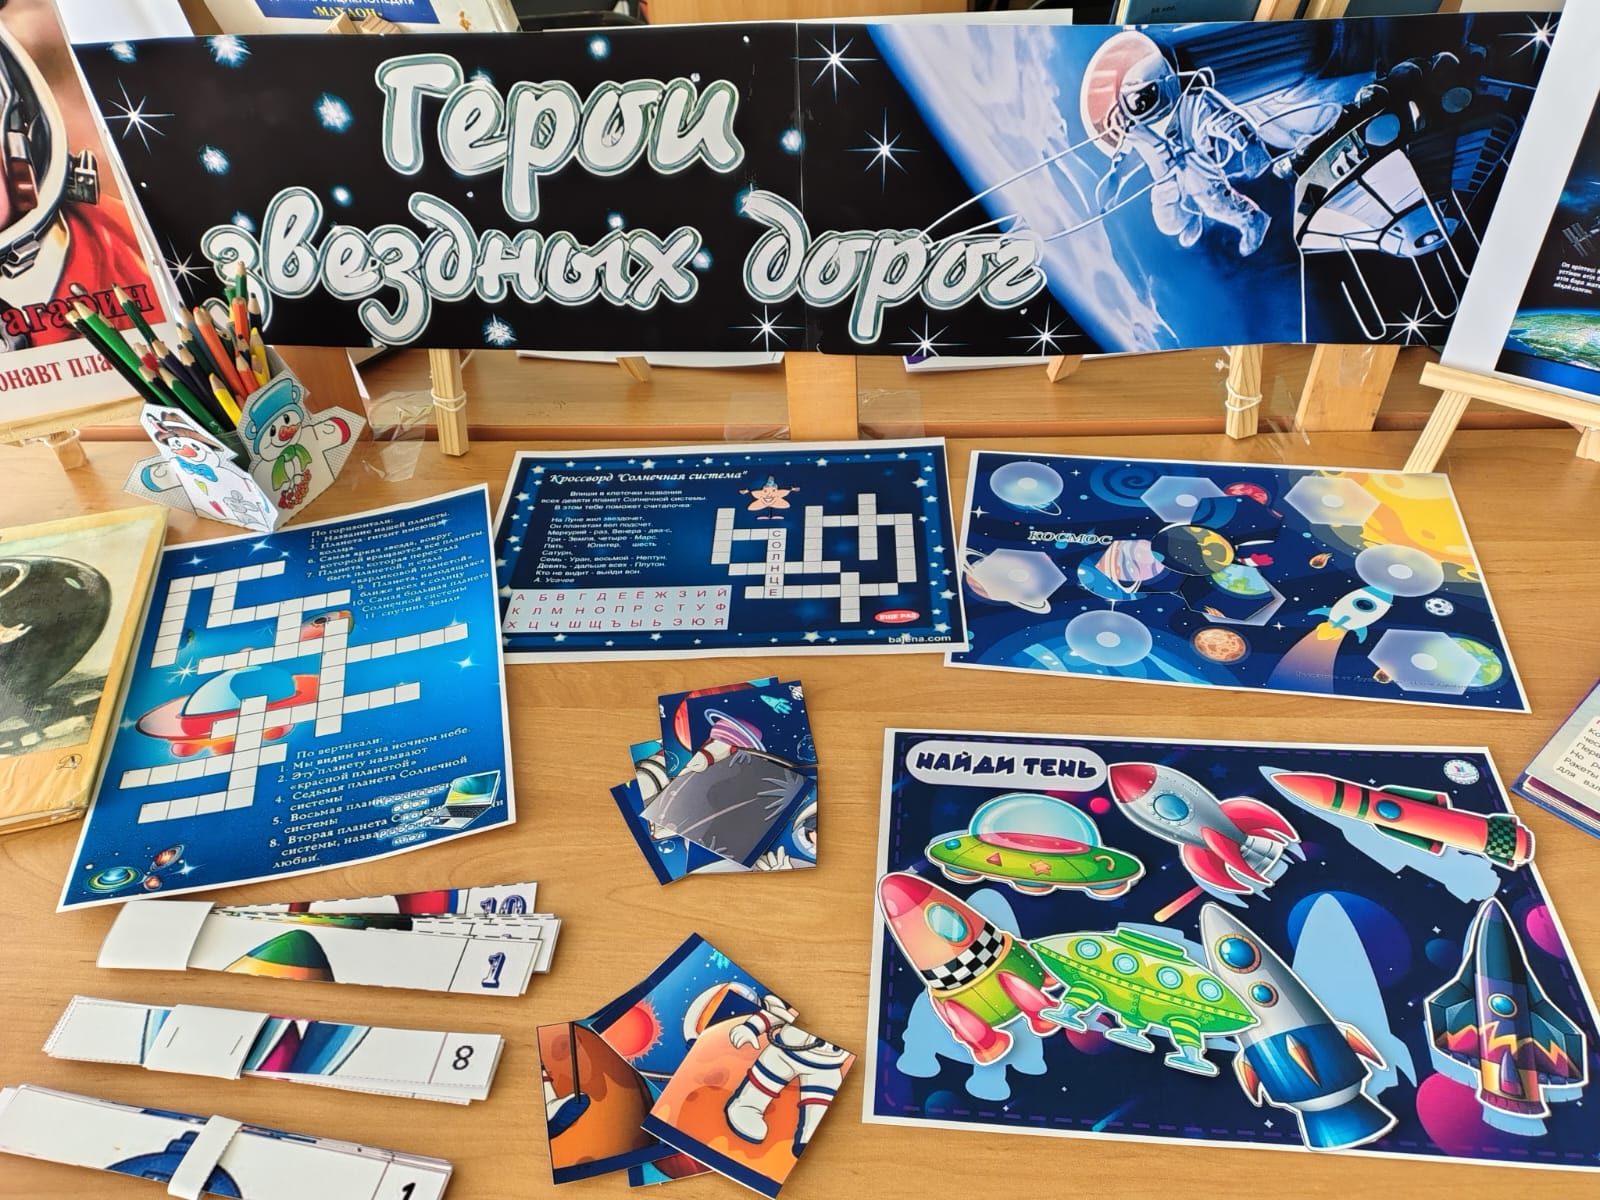 «МАХАОН»
Герои
звездных дорог
агарин
онавт пла
По горизонтали:
1. Название нашей планеты.
3. Планета-гигант имеющая
кольца.
6. Самая яркая звезда, вокруг
которой вращаются все планеты.
7. Планета, которая перестала
быть планетой, и стала
«карликовой планетой»
9. Планета, находящаяся
ближе всех к солнцу
10. Самая большая планета
Солнечной системы
11. спутник Земли
По вертикали:
1. Мы видим их на ночном небе.
2. Эту планету называют
«красной планетой»
4. Седьмая планета Солнечной
системы
5. Восьмая
системы
8. Вторая планета
системы,
любви.
Кроссворд "Солнечная система"
Впиши в клеточки названия
всех девяти планет Солнечной системы.
В этом тебе поможет считалочка:
На Луне жил звездочет,
Он планетам вел подсчет.
Меркурий - раз, Венера - два-с,
Три - Земля, четыре - Марс.
Пять - Юпитер, шесть -
Сатурн,
Семь - Уран, восьмой - Нептун,
Девять - дальше всех - Плутон.
Кто не видит - выйди вон.
А. Усачев
СОЛНЦЕ
А Б В Г Д Е Ё Ж З И Й
К Л М Н О П Р С Т У Ф
Х Ц Ч Ш Щ Ъ Ы Ь Э Ю Я
ЕЩЕ РАЗ
bajena.com
КОСМОС
НАЙДИ ТЕНЬ
10
1
8
1